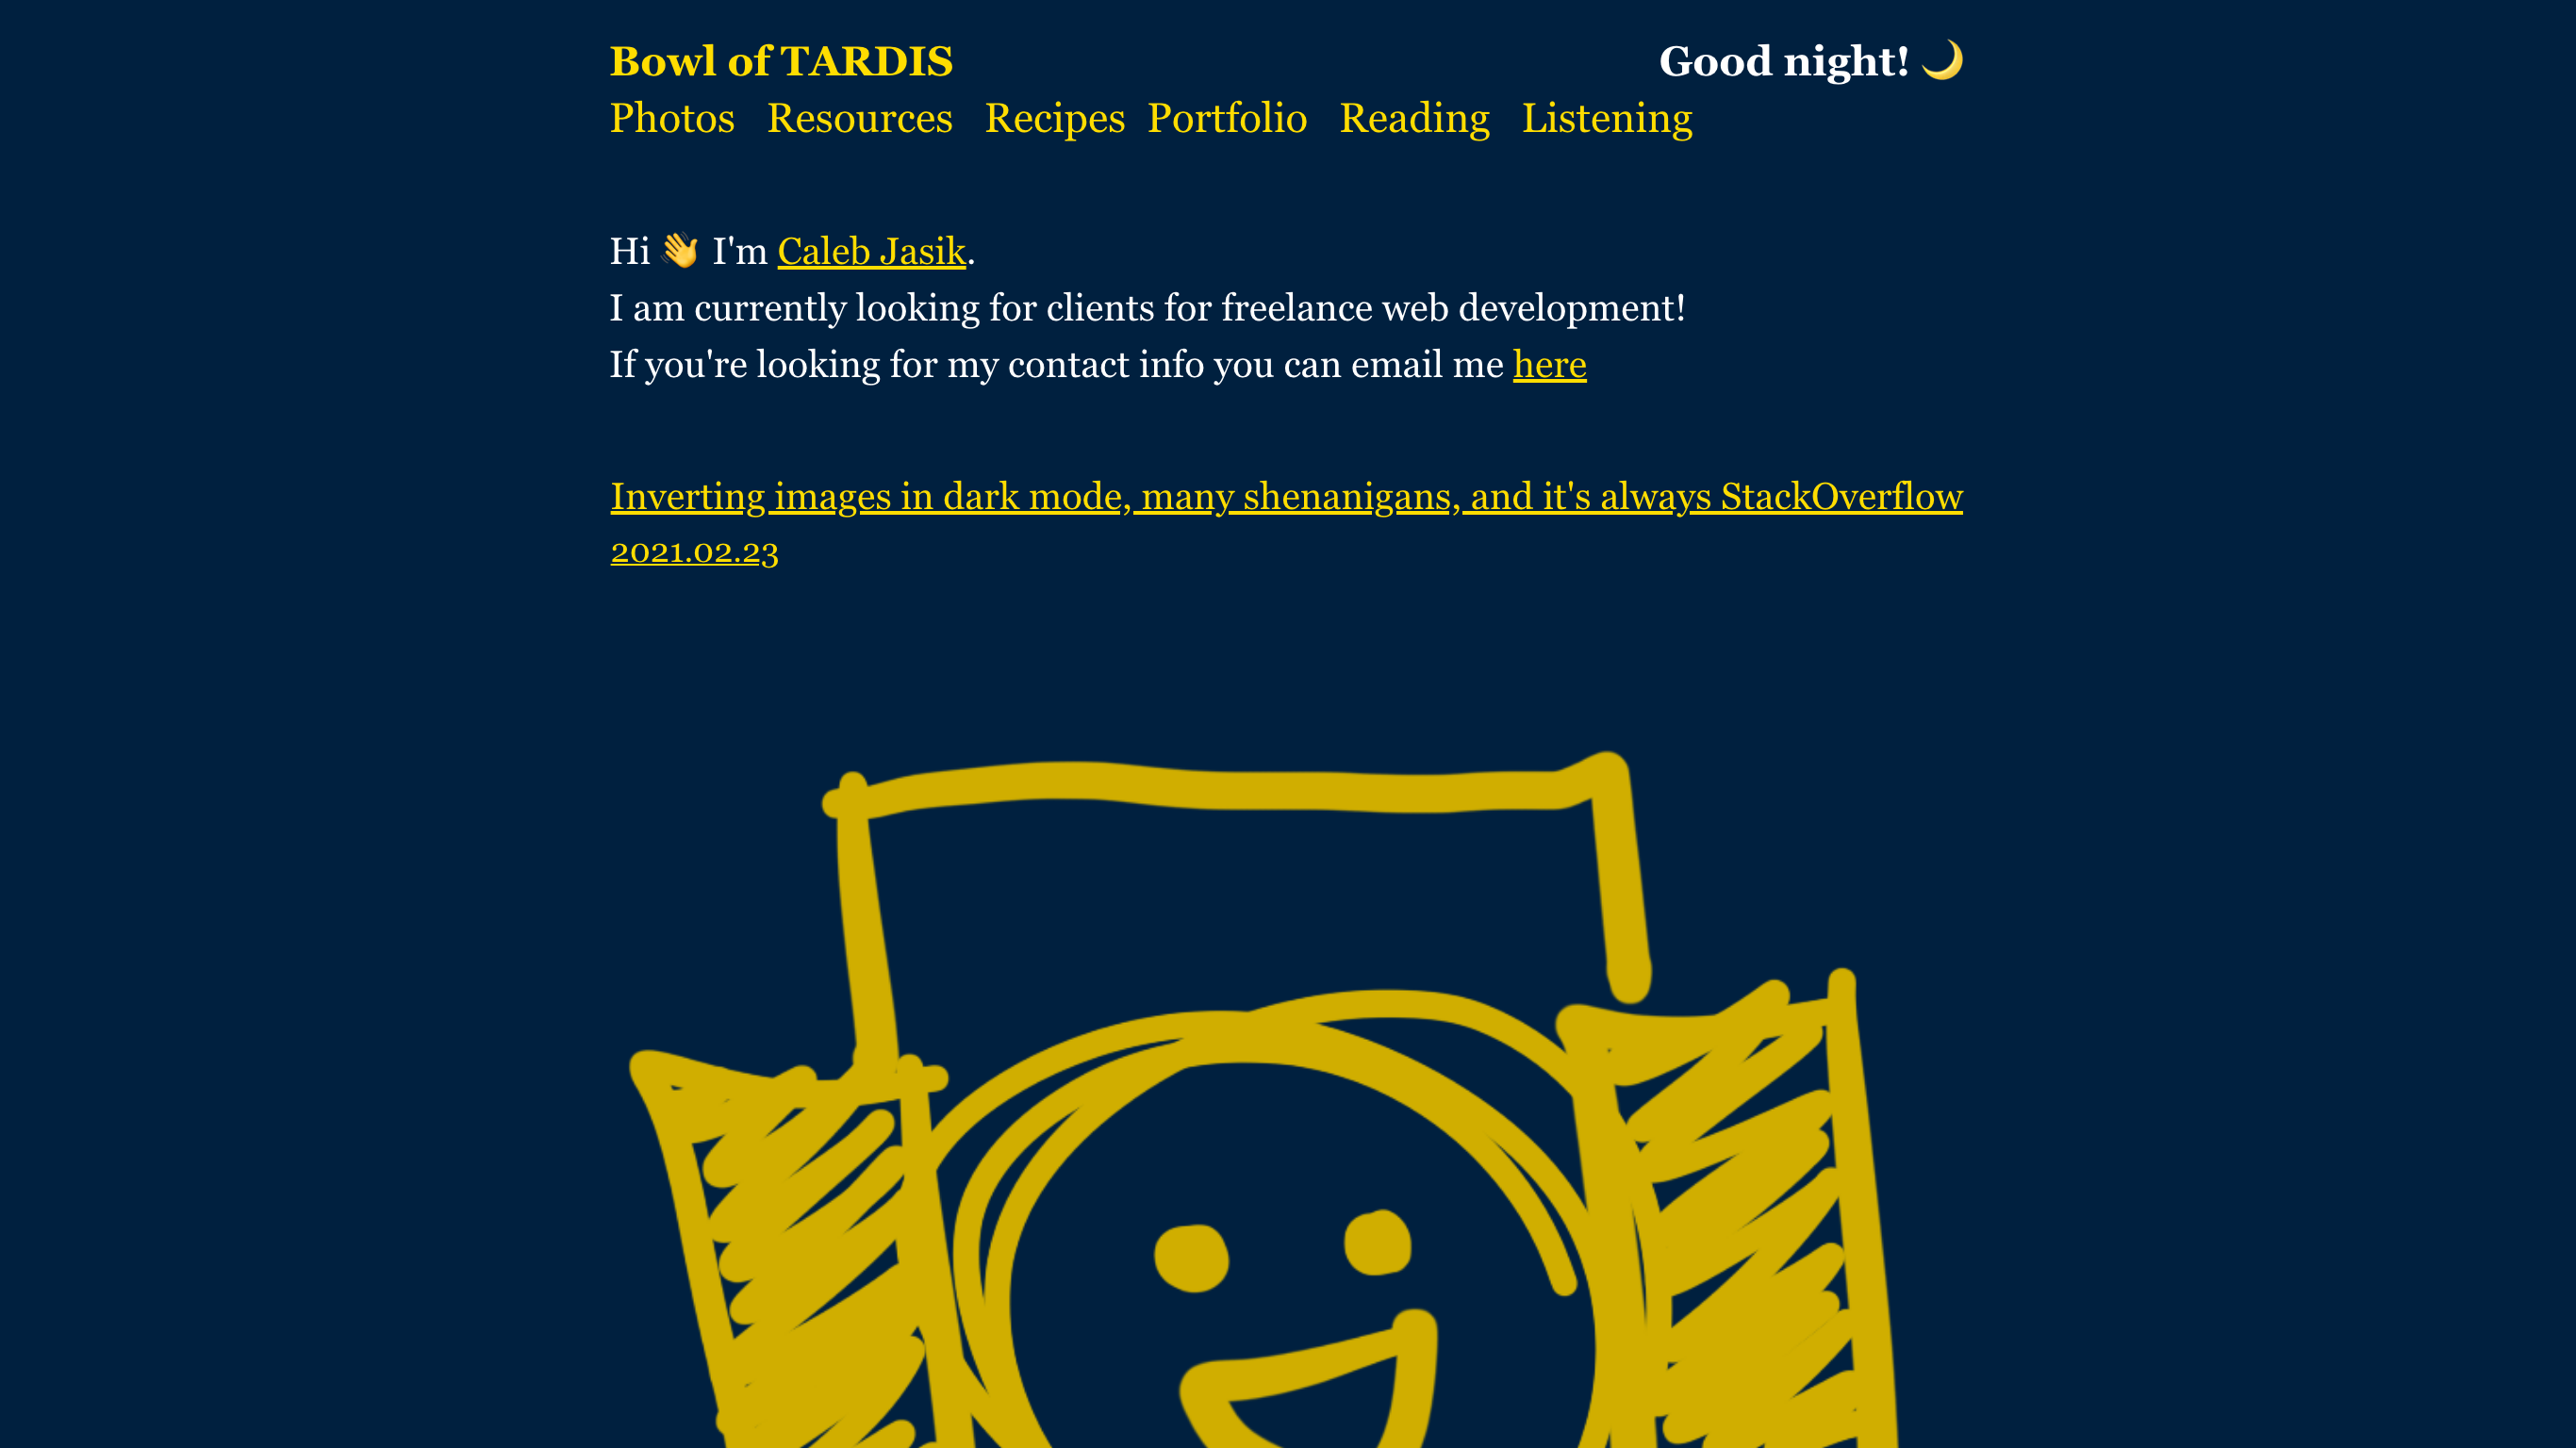 Bowl of TARDIS
Good night! 🌙
Photos Resources Recipes Portfolio Reading Listening
Hi 👋 I'm Caleb Jasik.
I am currently looking for clients for freelance web development!
If you're looking for my contact info you can email me here
Inverting images in dark mode, many shenanigans, and it's always StackOverflow
2021.02.23